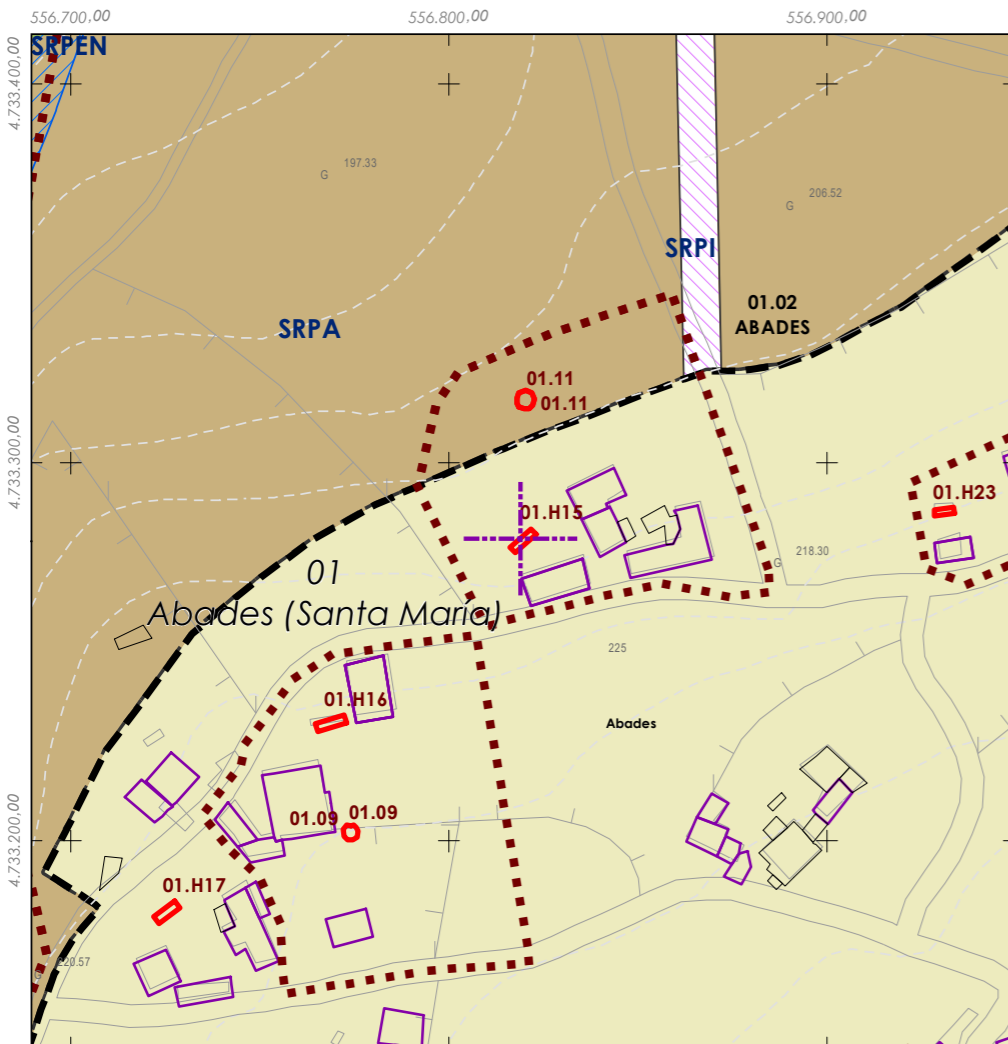 556.700,00
556.800,00
556.900,00
4.733.400,00
4.733.300,00
4.733.200,00
SRPEN
197.33
G
206.52
G
SRPI
SRPA
01.02
ABADES
01.11
01.11
01.H23
01.H15
218.30
G
01
Abades (Santa María)
225
01.H16
Abades
01.09
01.09
01.H17
220.57
G